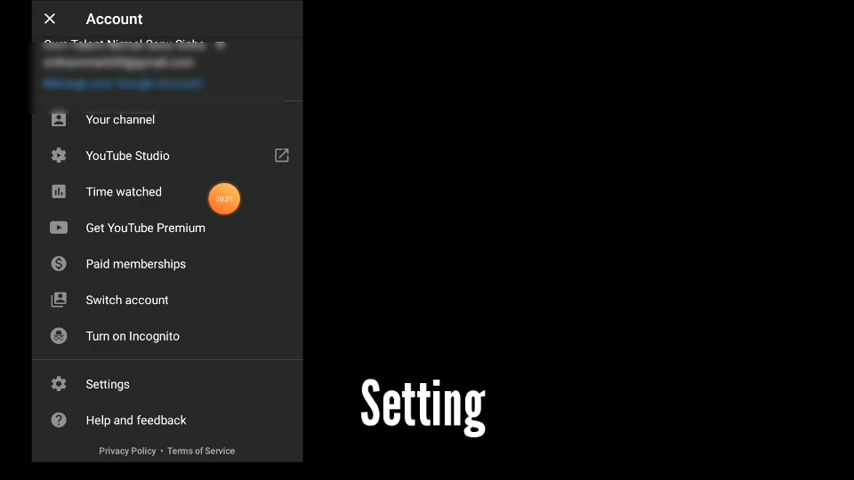 Account
Your channel
YouTube Studio
Time watched
Get YouTube Premium
Paid memberships
Switch account
Turn on Incognito
Settings
Help and feedback
Privacy Policy • Terms of Service
Setting